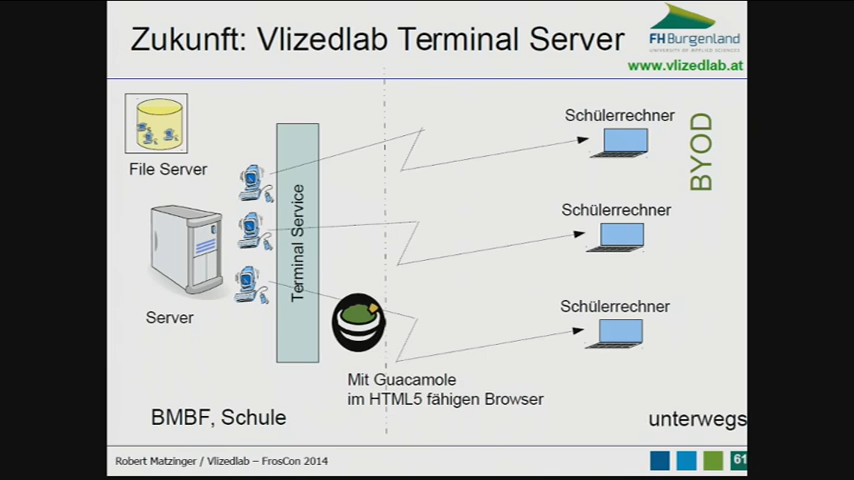 Zukunft: Vlizedlab Terminal Server
FH Burgenland
UNIVERSITY OF APPLIED SCIENCES
www.vlizedlab.at
File Server
Server
Terminal Service
Schülerrechner
Schülerrechner
Schülerrechner
BYOD
Mit Guacamole
im HTML5 fähigen Browser
BMBF, Schule
unterwegs
Robert Matzinger / Vlizedlab – FrosCon 2014
61